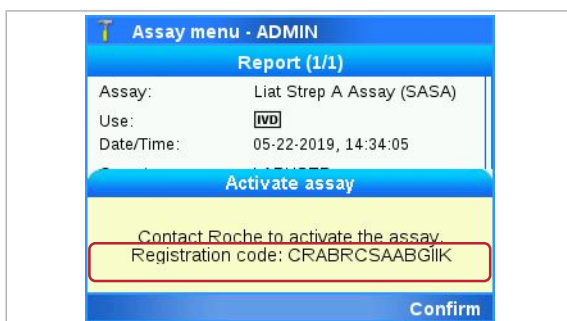 Assay menu - ADMIN
Report (1/1)
Assay: Liat Strep A Assay (SASA)
Use: IVD
Date/Time: 05-22-2019, 14:34:05
Activate assay
Contact Roche to activate the assay.
Registration code: CRABRCSAABGIIK
Confirm